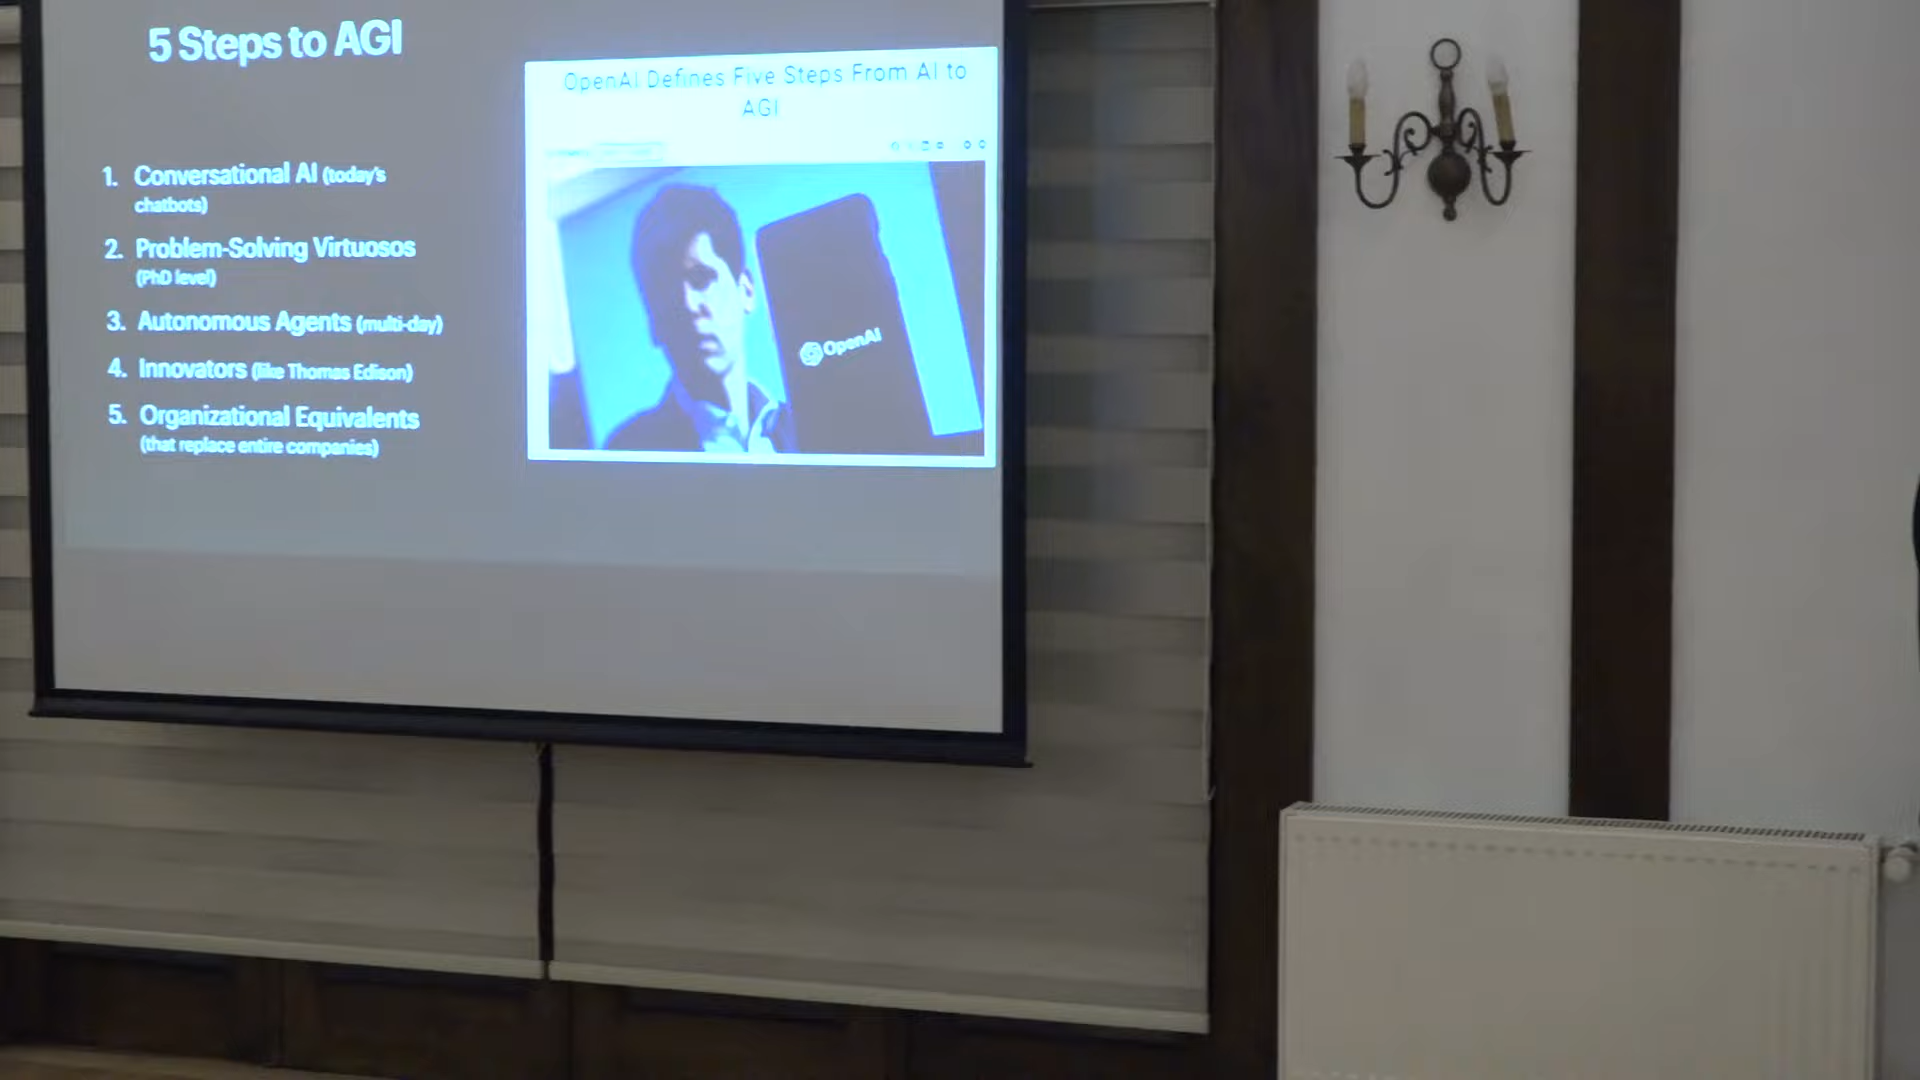 5 Steps to AGI
1. Conversational AI (today's
chatbots)
2. Problem-Solving Virtuosos
(PhD level)
3. Autonomous Agents (multi-day)
4. Innovators (like Thomas Edison)
5. Organizational Equivalents
(that replace entire companies)
OpenAI Defines Five Steps From AI to
AGI
OpenAI